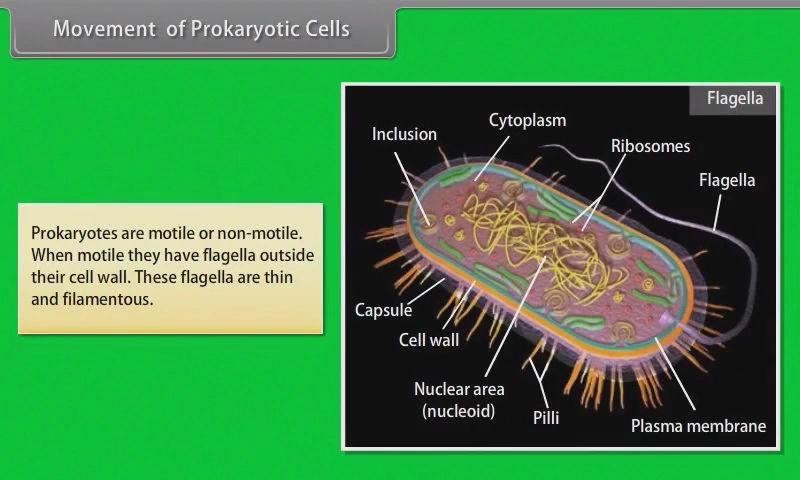 Movement of Prokaryotic Cells
Flagella
Cytoplasm
Inclusion
Ribosomes
Flagella
Prokaryotes are motile or non-motile.
When motile they have flagella outside
their cell wall. These flagella are thin
and filamentous.
Capsule
Cell wall
Nuclear area
(nucleoid)
Pilli
Plasma membrane